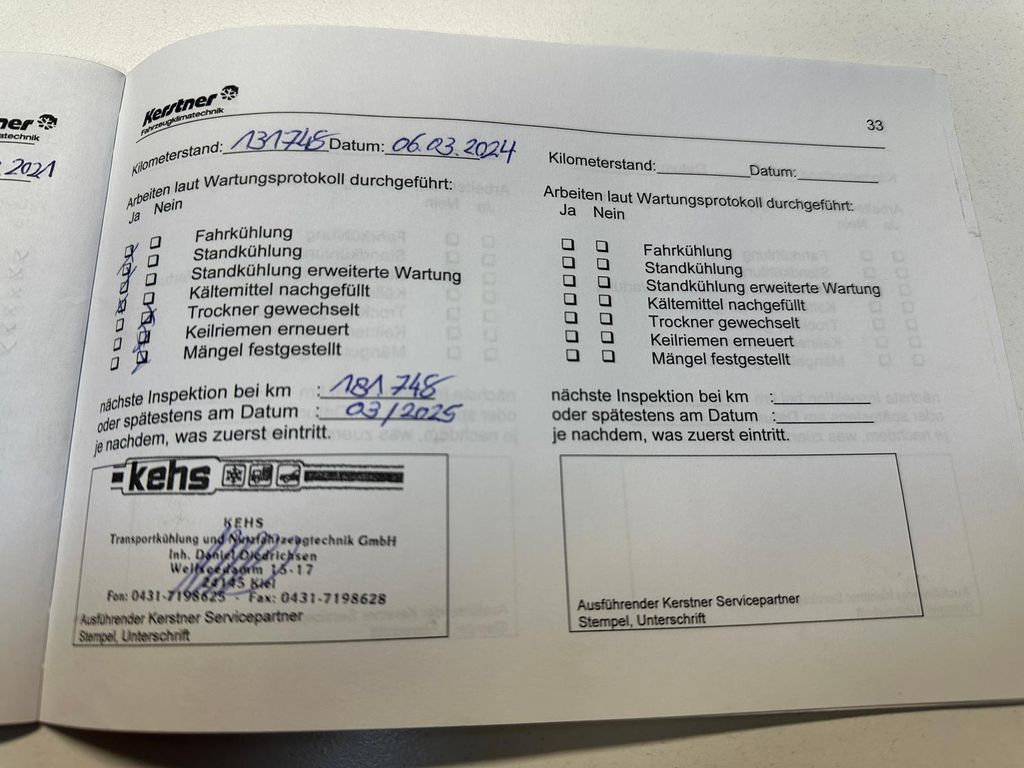 ner
atechnik
2021
Kerstner
Fahrzeugklimatechnik
33
Kilometerstand: 131748 Datum: 06.03.2024
Arbeiten laut Wartungsprotokoll durchgeführt:
Ja Nein
Fahrkühlung
Standkühlung
Standkühlung erweiterte Wartung
Kältemittel nachgefüllt
Trockner gewechselt
Keilriemen erneuert
Mängel festgestellt
nächste Inspektion bei km : 181 748
oder spätestens am Datum : 03/2025
je nachdem, was zuerst eintritt.
kehs
KEHS
Transportkühlung und Nutzfahrzeugtechnik GmbH
Inh. Daniel Diedrichsen
Wellseedamm 15-17
24145 Kiel
Fon: 0431-7198625 - Fax: 0431-7198628
Ausführender Kerstner Servicepartner
Stempel, Unterschrift
Kilometerstand: Datum:
Arbeiten laut Wartungsprotokoll durchgeführt:
Ja Nein
Fahrkühlung
Standkühlung
Standkühlung erweiterte Wartung
Kältemittel nachgefüllt
Trockner gewechselt
Keilriemen erneuert
Mängel festgestellt
nächste Inspektion bei km :
oder spätestens am Datum :
je nachdem, was zuerst eintritt.
Ausführender Kerstner Servicepartner
Stempel, Unterschrift